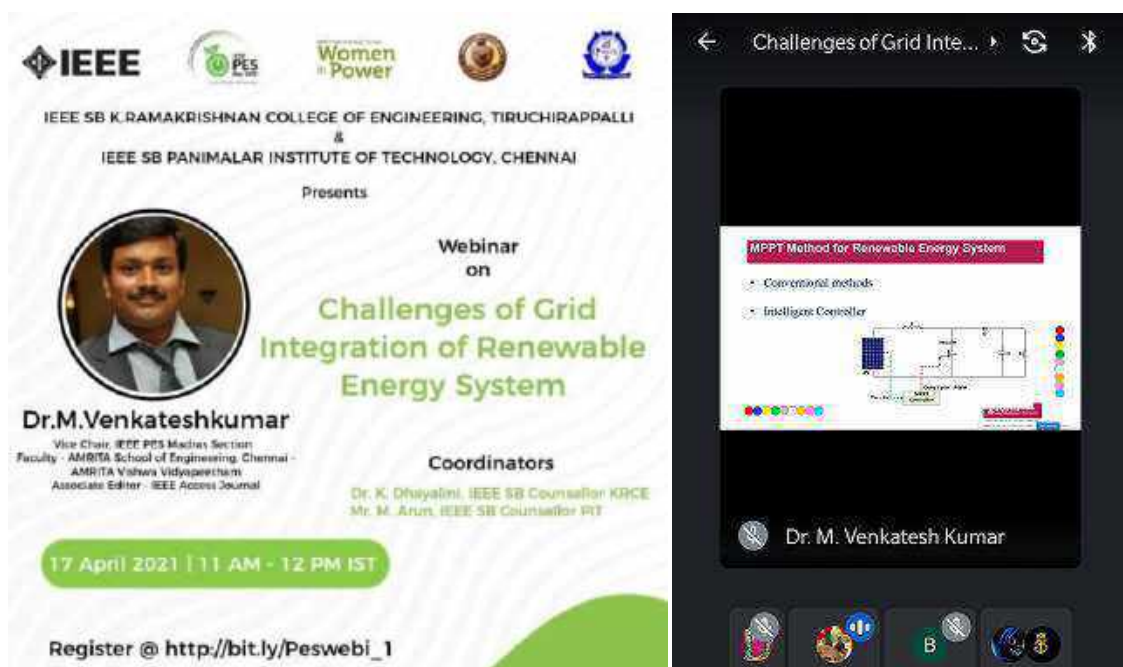 IEEE
PES
Women
in Power
IEEE SB K.RAMAKRISHNAN COLLEGE OF ENGINEERING, TIRUCHIRAPPALLI
&
IEEE SB PANIMALAR INSTITUTE OF TECHNOLOGY, CHENNAI
Presents
Webinar
on
Challenges of Grid
Integration of Renewable
Energy System
Dr.M.Venkateshkumar
Vice Chair, IEEE PES Madras Section
Faculty - AMRITA School of Engineering, Chennai -
AMRITA Vishwa Vidyapeetham
Associate Editor - IEEE Access Journal
Coordinators
Dr. K. Dhayalini, IEEE SB Counsellor KRCE
Mr. M. Arun, IEEE SB Counsellor PIT
17 April 2021 | 11 AM - 12 PM IST
Register @ http://bit.ly/Peswebi_1
Challenges of Grid Inte...
MPPT Method for Renewable Energy System
• Conventional methods
• Intelligent Controller
Dr. M. Venkatesh Kumar
B